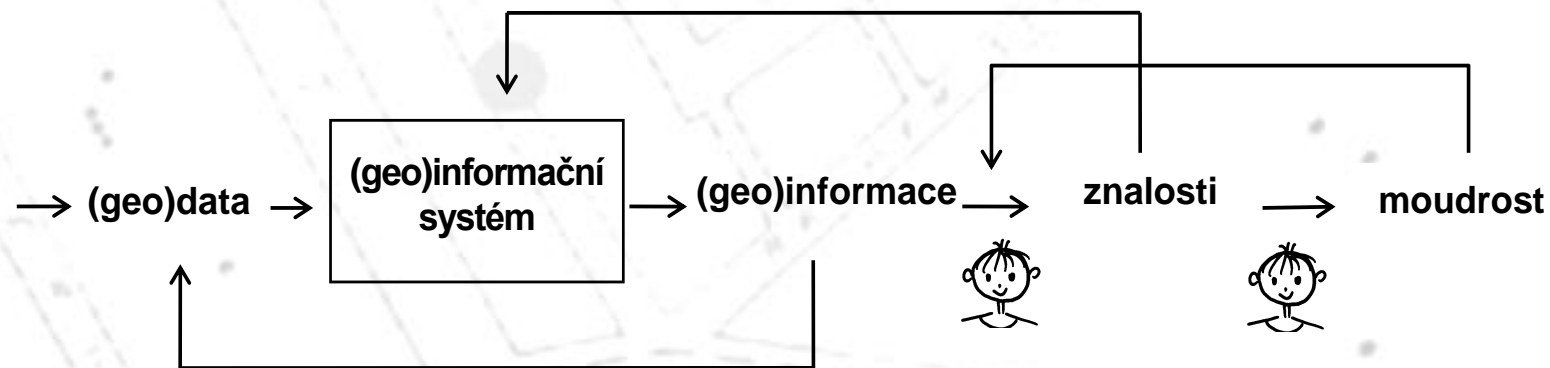 (geo)data
(geo)informační
systém
(geo)informace
znalosti
moudrost